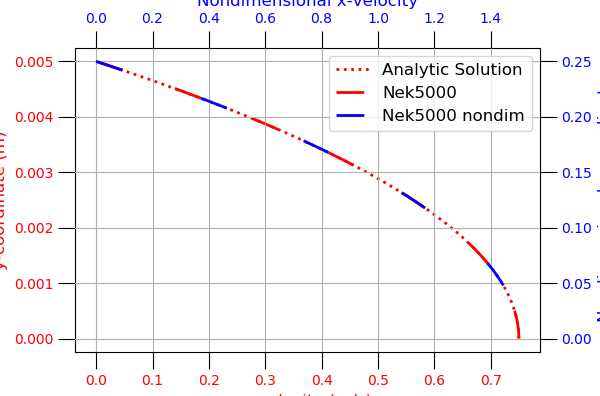 Nondimensional x-velocity
0.0 0.2 0.4 0.6 0.8 1.0 1.2 1.4
Analytic Solution
Nek5000
Nek5000 nondim
0.005
0.004
0.003
0.002
0.001
0.000
y-coordinate (m)
0.25
0.20
0.15
0.10
0.05
0.00
0.0 0.1 0.2 0.3 0.4 0.5 0.6 0.7